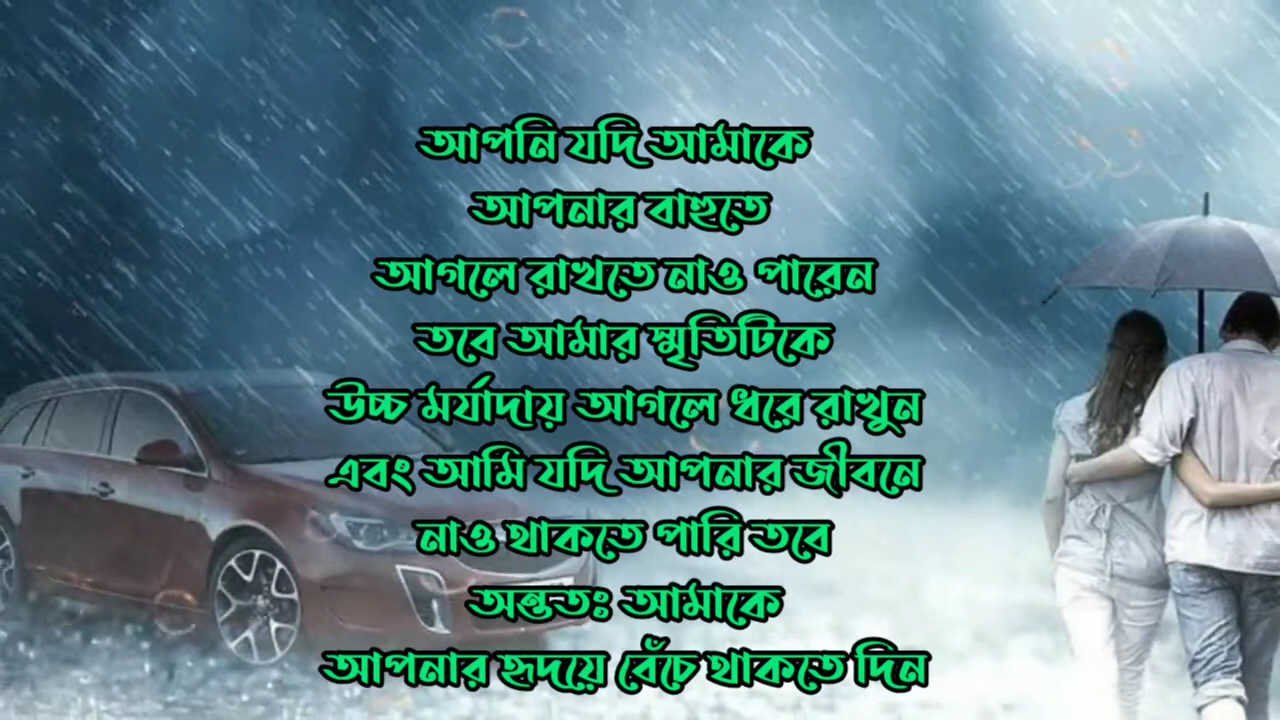 আপনি যদি আমাকে
আপনার বাহুতে
আগলে রাখতে নাও পারেন
তবে আমার স্মৃতিটিকে
উচ্চ মর্যাদায় আগলে ধরে রাখুন
এবং আমি যদি আপনার জীবনে
নাও থাকতে পারি তবে
অন্ততঃ আমাকে
আপনার হৃদয়ে বেঁচে থাকতে দিন